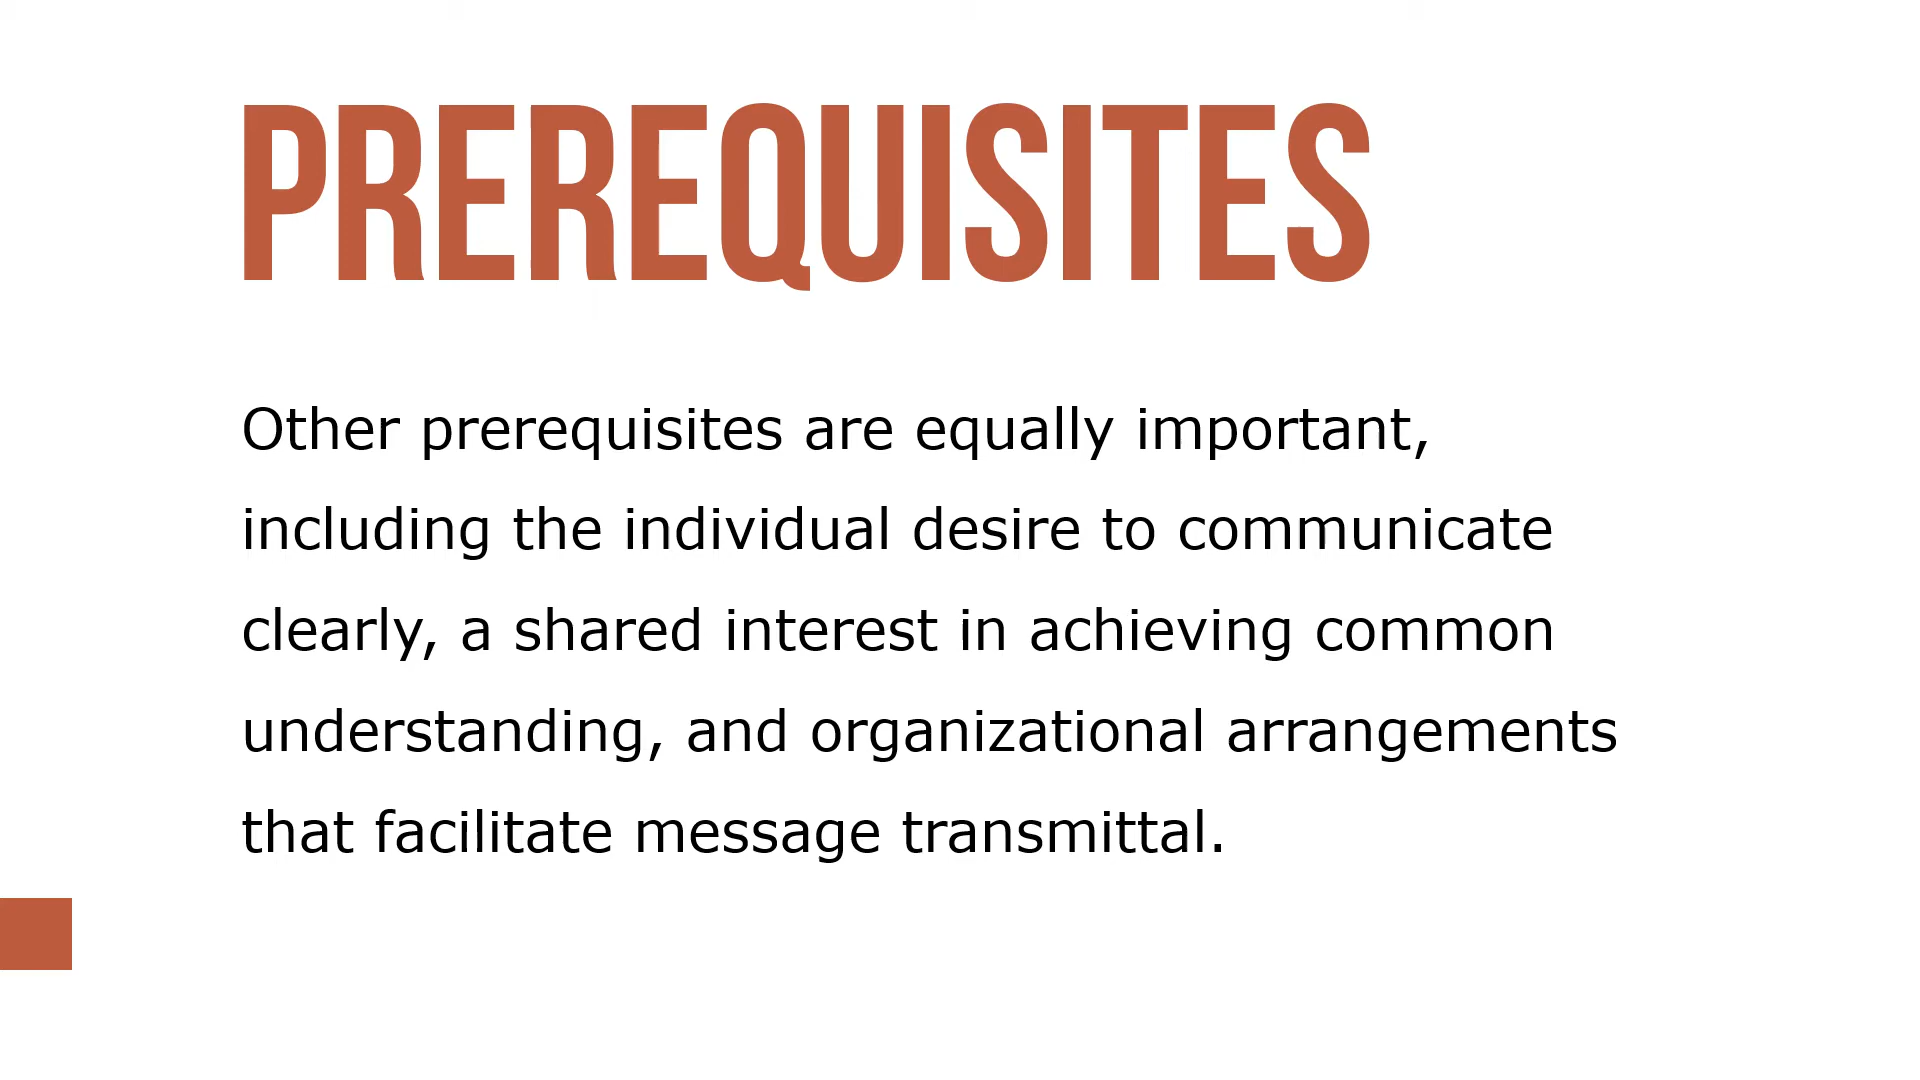 PREREQUISITES
Other prerequisites are equally important,
including the individual desire to communicate
clearly, a shared interest in achieving common
understanding, and organizational arrangements
that facilitate message transmittal.